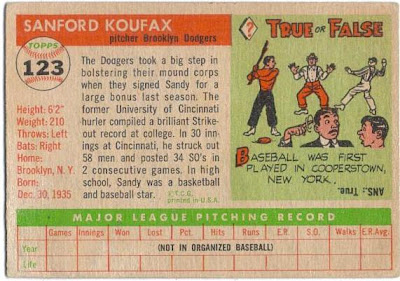 SANFORD KOUFAX
pitcher Brooklyn Dodgers
TOPPS
123
Height: 6'2"
Weight: 210
Throws: Left
Bats: Right
Home:
Brooklyn, N. Y.
Born:
Dec. 30, 1935
The Dodgers took a big step in
bolstering their mound corps
when they signed Sandy for a
large bonus last season. The
former University of Cincinnati
hurler compiled a brilliant Strike-
out record at college. In 30 innings
at Cincinnati, he struck out
58 men and posted 34 SO's in
2 consecutive games. In high
school, Sandy was a basketball
and baseball star.
© T.C.G.
printed in U.S.A.
?
TRUE OR FALSE
BASEBALL WAS FIRST
PLAYED IN COOPERSTOWN,
NEW YORK.
ANS.: True.
MAJOR LEAGUE PITCHING RECORD
Games Innings Won Lost Pct. Hits Runs E.R. S.O. Walks E.R.Avg.
Year (NOT IN ORGANIZED BASEBALL)
Life